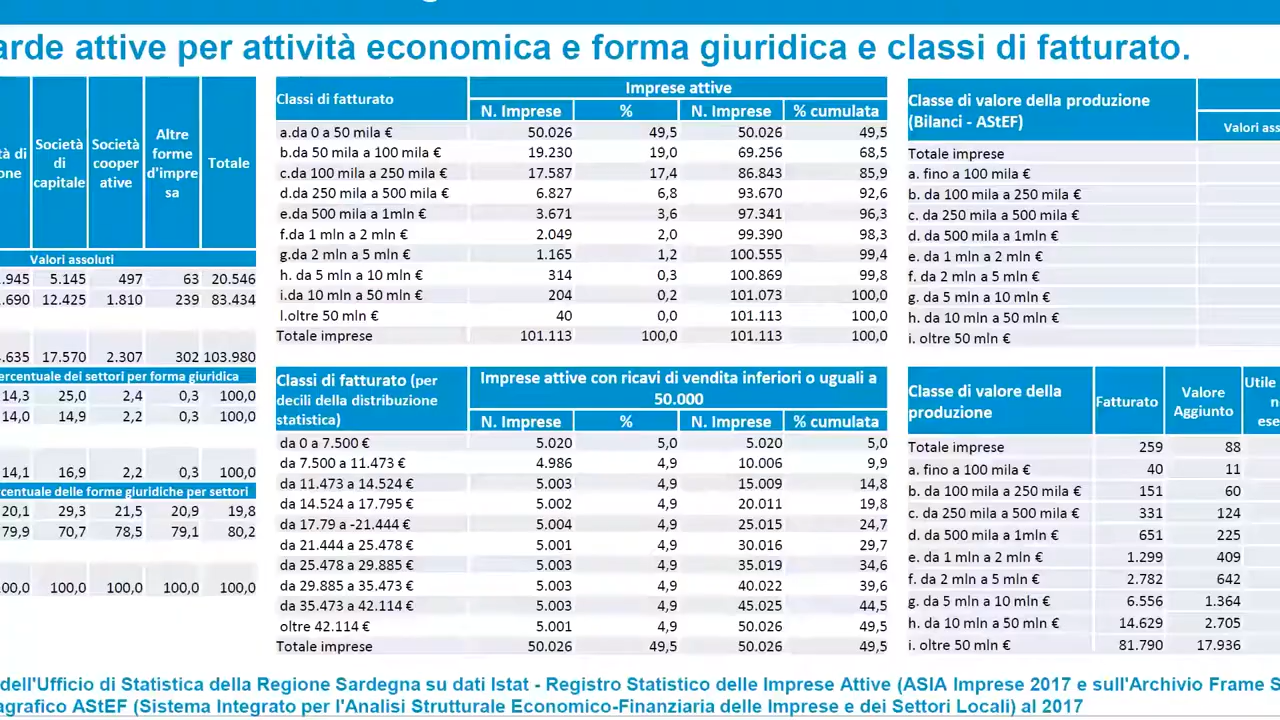 arde attive per attività economica e forma giuridica e classi di fatturato.
Società di capitale Società cooper ative Altre forme d'impre sa Totale
Valori assoluti
.945 5.145 497 63 20.546
.690 12.425 1.810 239 83.434
.635 17.570 2.307 302 103.980
ercentuale dei settori per forma giuridica
14,3 25,0 2,4 0,3 100,0
14,0 14,9 2,2 0,3 100,0
14,1 16,9 2,2 0,3 100,0
centuale delle forme giuridiche per settori
20,1 29,3 21,5 20,9 19,8
79,9 70,7 78,5 79,1 80,2
00,0 100,0 100,0 100,0 100,0
Classi di fatturato Imprese attive
N. Imprese % N. Imprese % cumulata
a.da 0 a 50 mila € 50.026 49,5 50.026 49,5
b.da 50 mila a 100 mila € 19.230 19,0 69.256 68,5
c.da 100 mila a 250 mila € 17.587 17,4 86.843 85,9
d.da 250 mila a 500 mila € 6.827 6,8 93.670 92,6
e.da 500 mila a 1mln € 3.671 3,6 97.341 96,3
f.da 1 mln a 2 mln € 2.049 2,0 99.390 98,3
g.da 2 mln a 5 mln € 1.165 1,2 100.555 99,4
h. da 5 mln a 10 mln € 314 0,3 100.869 99,8
i.da 10 mln a 50 mln € 204 0,2 101.073 100,0
l.oltre 50 mln € 40 0,0 101.113 100,0
Totale imprese 101.113 100,0 101.113 100,0
Classi di fatturato (per decili della distribuzione statistica)
Imprese attive con ricavi di vendita inferiori o uguali a
50.000
N. Imprese % N. Imprese % cumulata
da 0 a 7.500 € 5.020 5,0 5.020 5,0
da 7.500 a 11.473 € 4.986 4,9 10.006 9,9
da 11.473 a 14.524 € 5.003 4,9 15.009 14,8
da 14.524 a 17.795 € 5.002 4,9 20.011 19,8
da 17.79 a -21.444 € 5.004 4,9 25.015 24,7
da 21.444 a 25.478 € 5.001 4,9 30.016 29,7
da 25.478 a 29.885 € 5.003 4,9 35.019 34,6
da 29.885 a 35.473 € 5.003 4,9 40.022 39,6
da 35.473 a 42.114 € 5.003 4,9 45.025 44,5
oltre 42.114 € 5.001 4,9 50.026 49,5
Totale imprese 50.026 49,5 50.026 49,5
Classe di valore della produzione
(Bilanci - AStEF)
Valori ass
Totale imprese
a. fino a 100 mila €
b. da 100 mila a 250 mila €
c. da 250 mila a 500 mila €
d. da 500 mila a 1mln €
e. da 1 mln a 2 mln €
f. da 2 mln a 5 mln €
g. da 5 mln a 10 mln €
h. da 10 mln a 50 mln €
i. oltre 50 mln €
Classe di valore della produzione Fatturato Valore Aggiunto Utile
Totale imprese 259 88
a. fino a 100 mila € 40 11
b. da 100 mila a 250 mila € 151 60
c. da 250 mila a 500 mila € 331 124
d. da 500 mila a 1mln € 651 225
e. da 1 mln a 2 mln € 1.299 409
f. da 2 mln a 5 mln € 2.782 642
g. da 5 mln a 10 mln € 6.556 1.364
h. da 10 mln a 50 mln € 14.629 2.705
i. oltre 50 mln € 81.790 17.936
dell'Ufficio di Statistica della Regione Sardegna su dati Istat - Registro Statistico delle Imprese Attive (ASIA Imprese 2017 e sull'Archivio Frame S
agrafico AStEF (Sistema Integrato per l'Analisi Strutturale Economico-Finanziaria delle Imprese e dei Settori Locali) al 2017